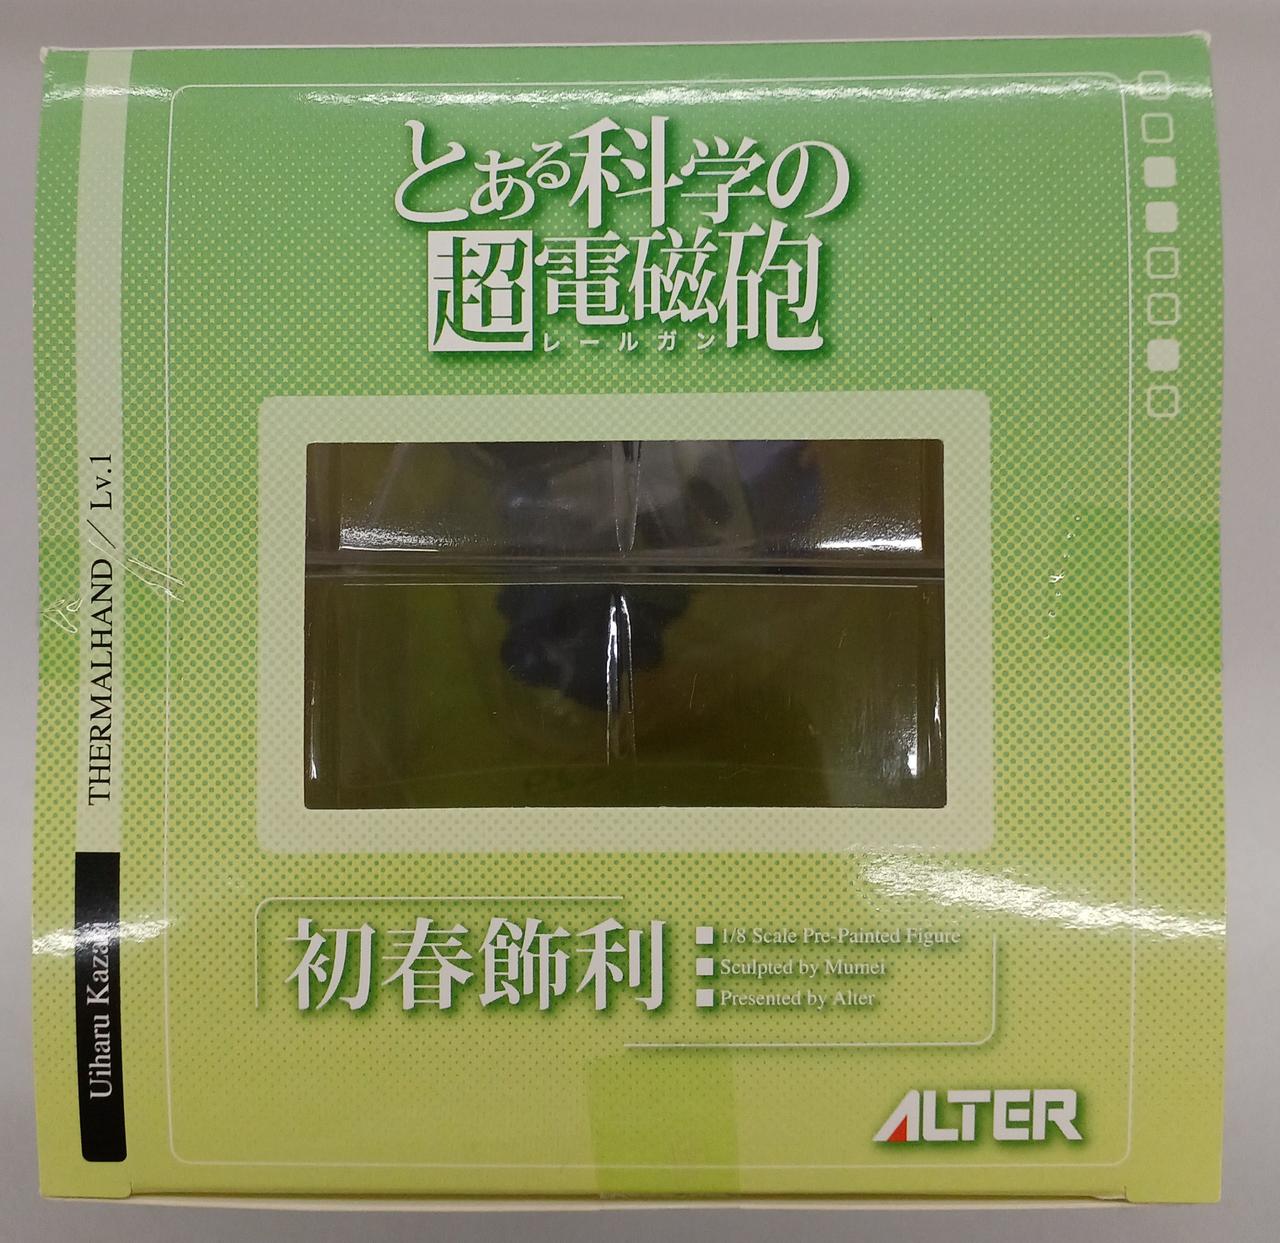 とある科学の
超電磁砲
レールガン
THERMALHAND / Lv.1
Uiharu Kazari
初春飾利
1/8 Scale Pre-Painted Figure
Sculpted by Mumei
Presented by Alter
ALTER